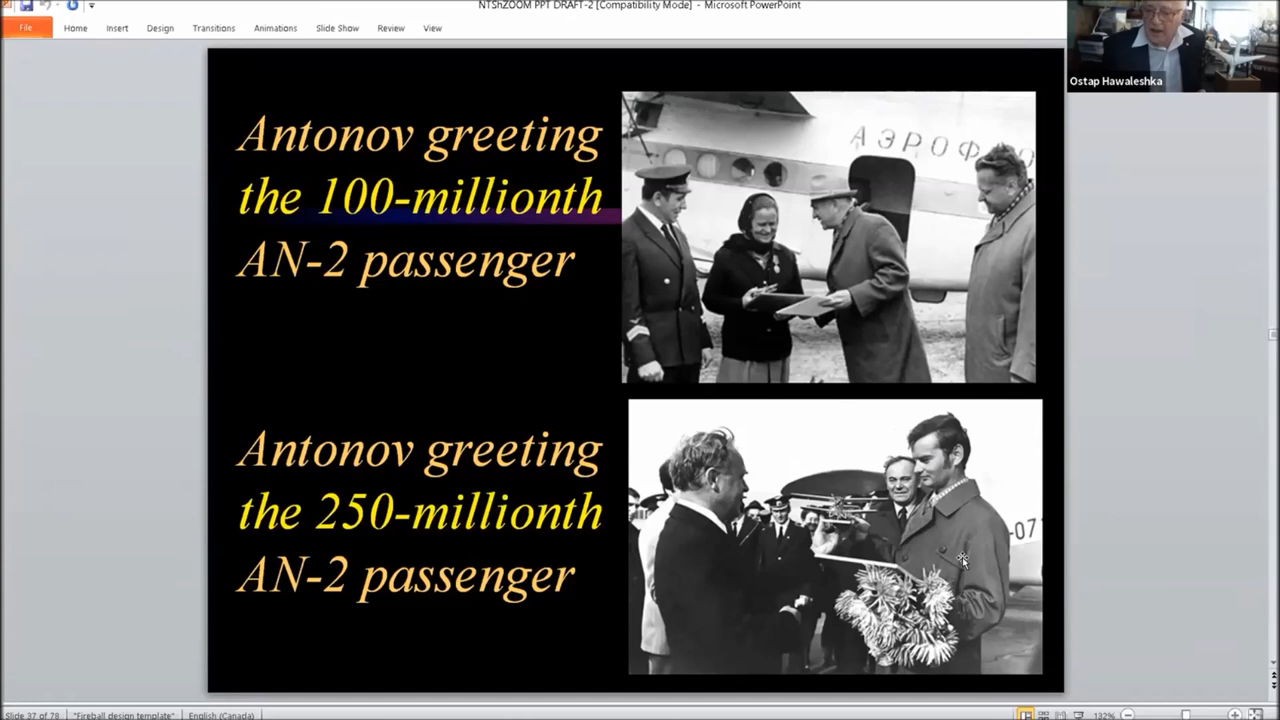 NTShZOOM PPT DRAFT-2 [Compatibility Mode] - Microsoft PowerPoint
File Home Insert Design Transitions Animations Slide Show Review View
Ostap Hawaleshka
Antonov greeting
the 100-millionth
AN-2 passenger
АЭРОФ
Antonov greeting
the 250-millionth
AN-2 passenger
-07
Slide 37 of 78 "Fireball design template" English (Canada) 132%